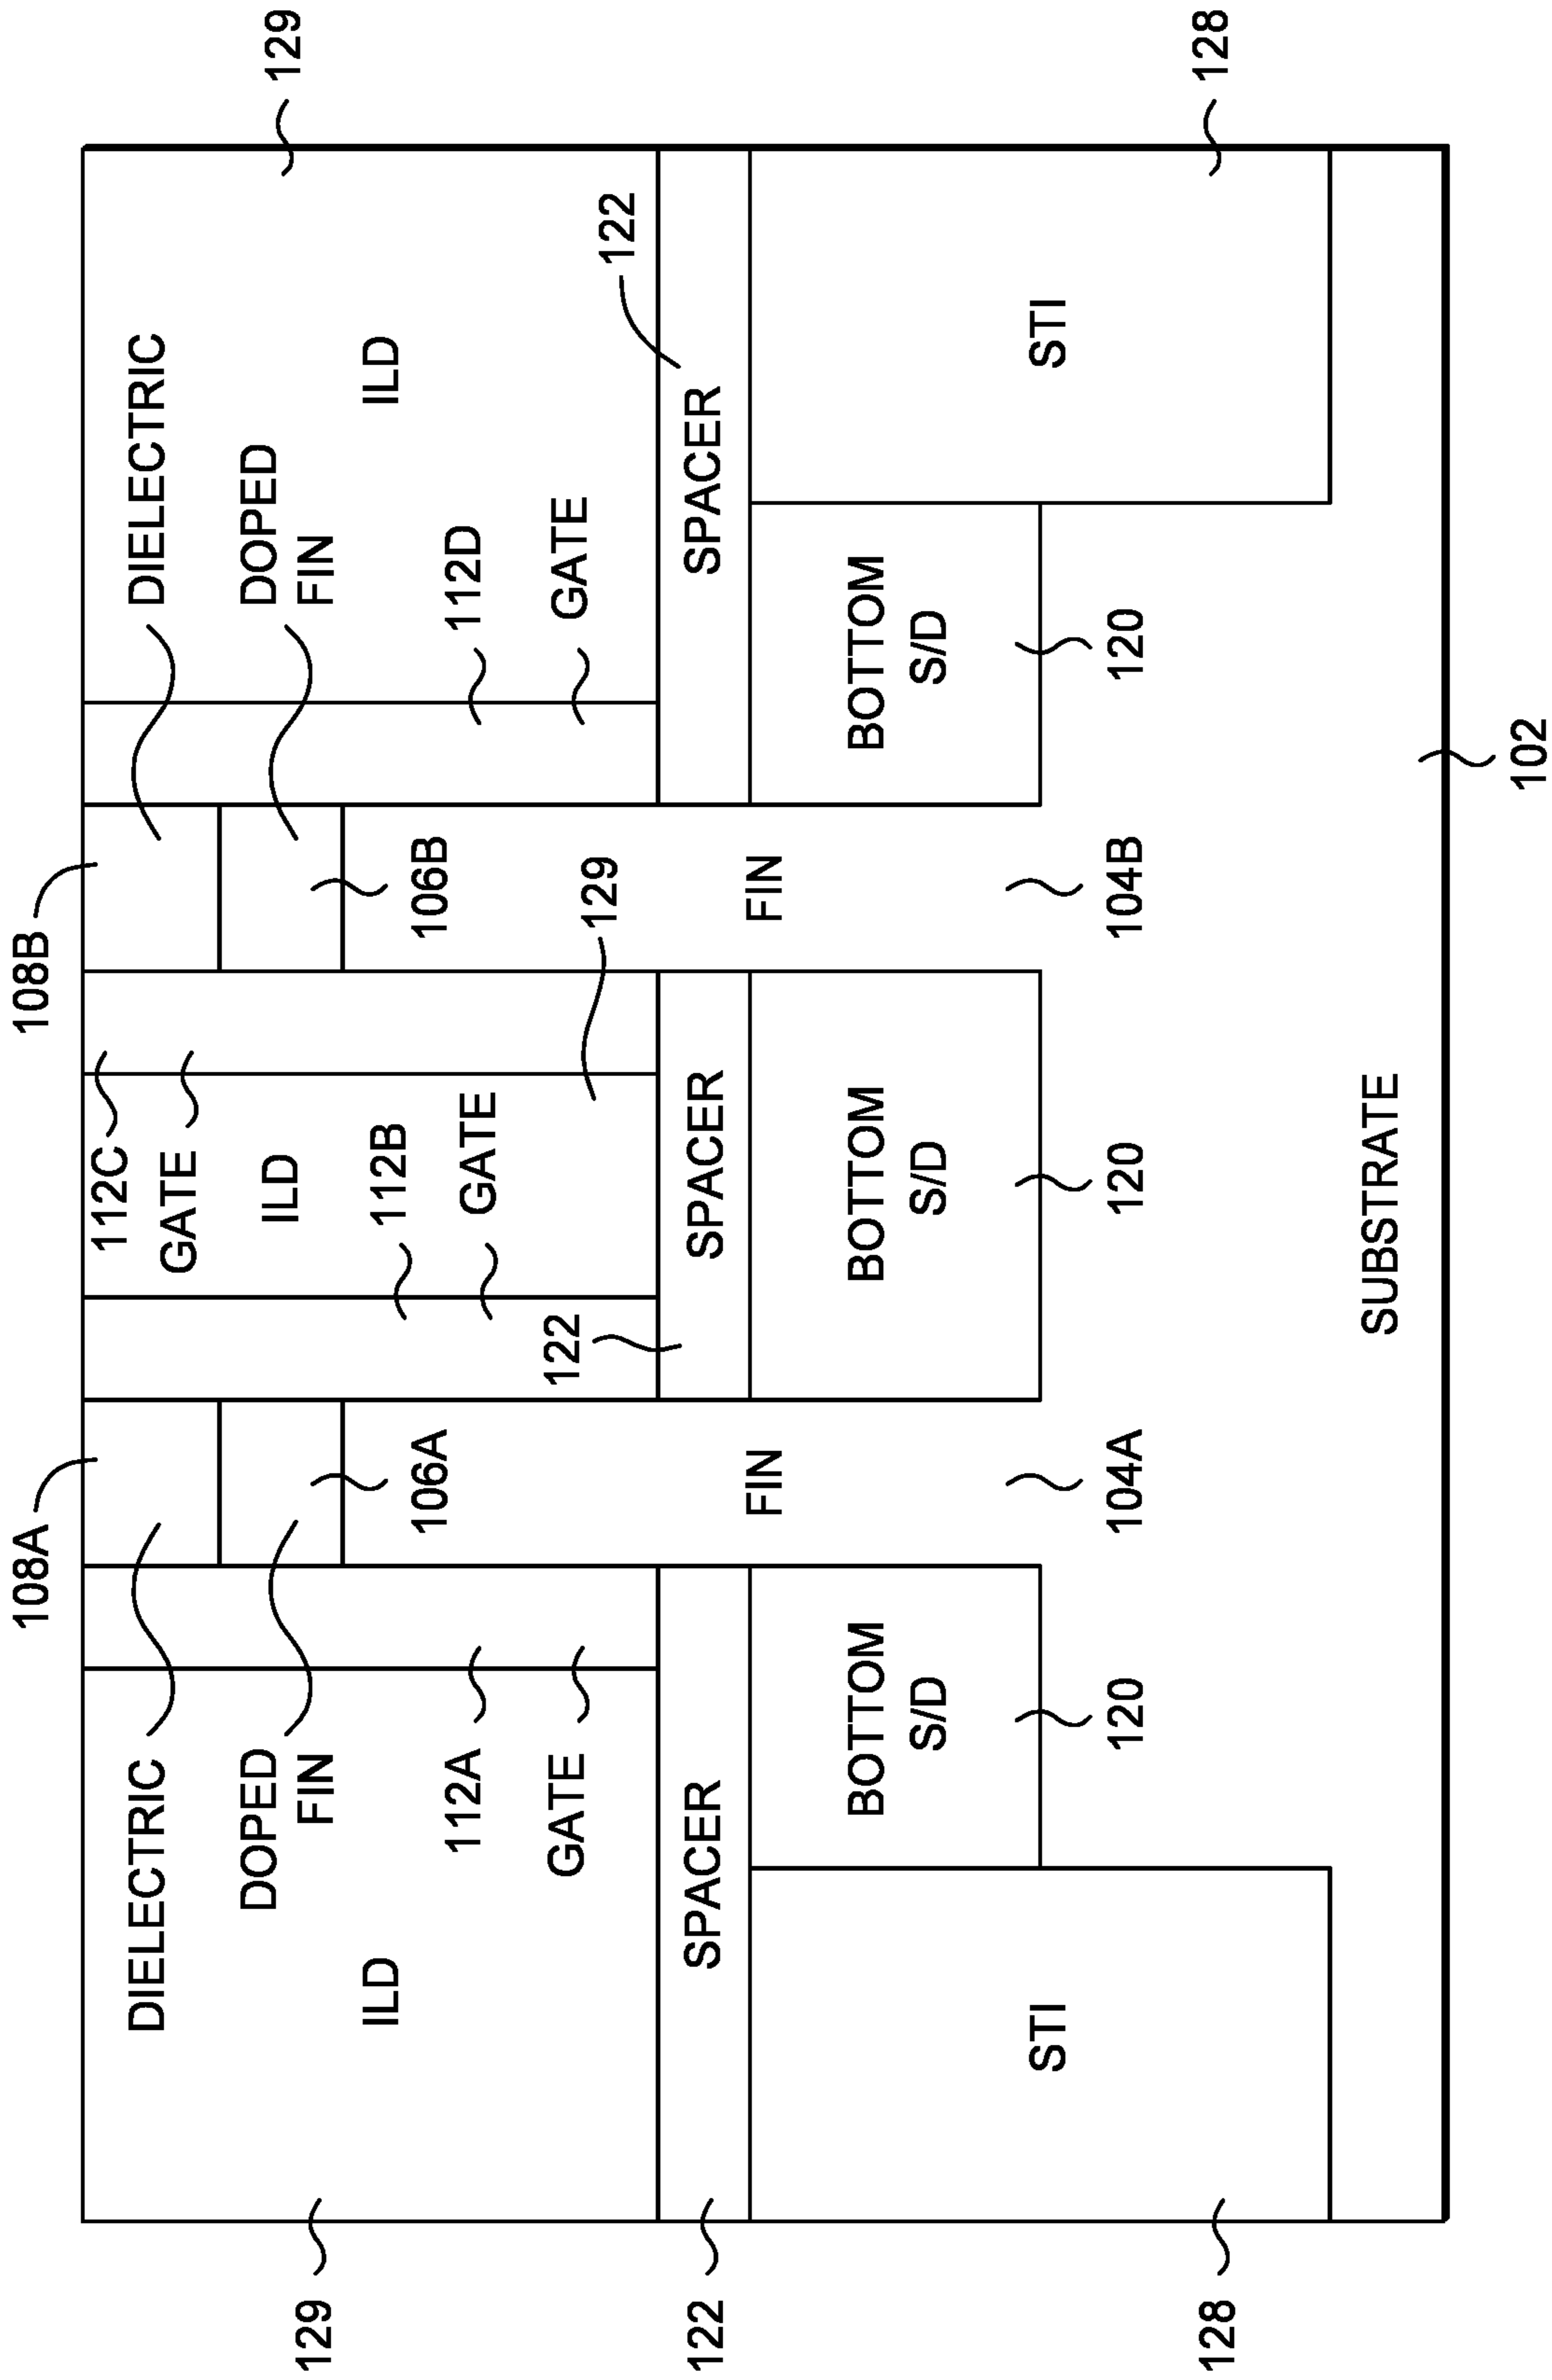 108A
108B
112C
DIELECTRIC
DIELECTRIC
GATE
DOPED
FIN
ILD
DOPED
FIN
129
129
ILD
112B
ILD
106A
106B
112A
GATE
112D
GATE
122
GATE
129
122
122
SPACER
SPACER
SPACER
FIN
FIN
BOTTOM
S/D
BOTTOM
S/D
BOTTOM
S/D
STI
STI
120
104A
120
104B
120
128
128
SUBSTRATE
102